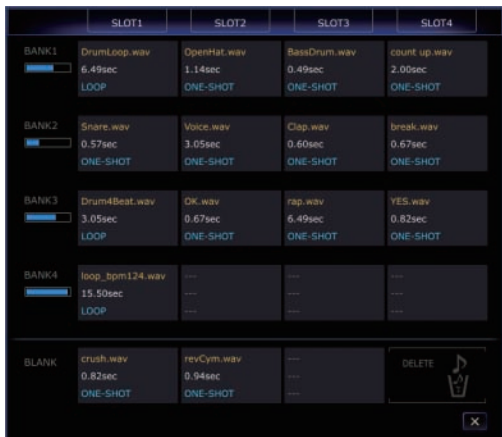 SLOT1 SLOT2 SLOT3 SLOT4
BANK1 DrumLoop.wav OpenHat.wav BassDrum.wav count up.wav
6.49sec 1.14sec 0.49sec 2.00sec
LOOP ONE-SHOT ONE-SHOT ONE-SHOT
BANK2 Snare.wav Voice.wav Clap.wav break.wav
0.57sec 3.05sec 0.60sec 0.67sec
ONE-SHOT ONE-SHOT ONE-SHOT ONE-SHOT
BANK3 Drum4Beat.wav OK.wav rap.wav YES.wav
3.05sec 0.67sec 6.49sec 0.82sec
LOOP ONE-SHOT ONE-SHOT ONE-SHOT
BANK4 loop_bpm124.wav --- --- ---
15.50sec --- --- ---
LOOP --- --- ---
BLANK crush.wav revCym.wav --- DELETE
0.82sec 0.94sec ---
ONE-SHOT ONE-SHOT ---